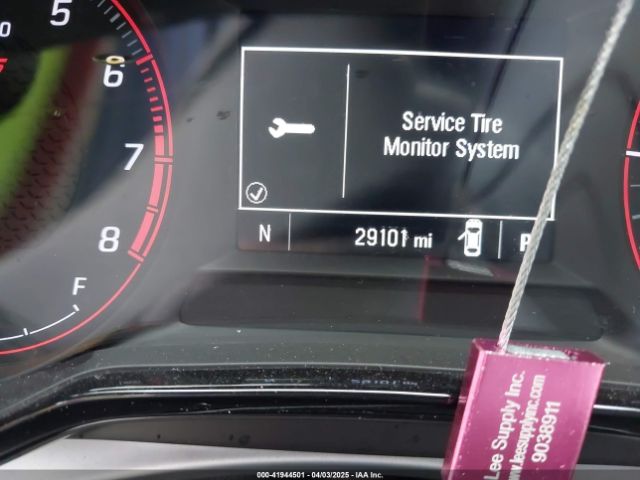 5
0
6
7
8
F
Service Tire
Monitor System
N
29101 mi
P
Lee Supply Inc.
www.leesupplyinc.com
9038911
000-41944501 - 04/03/2025 - IAA Inc.